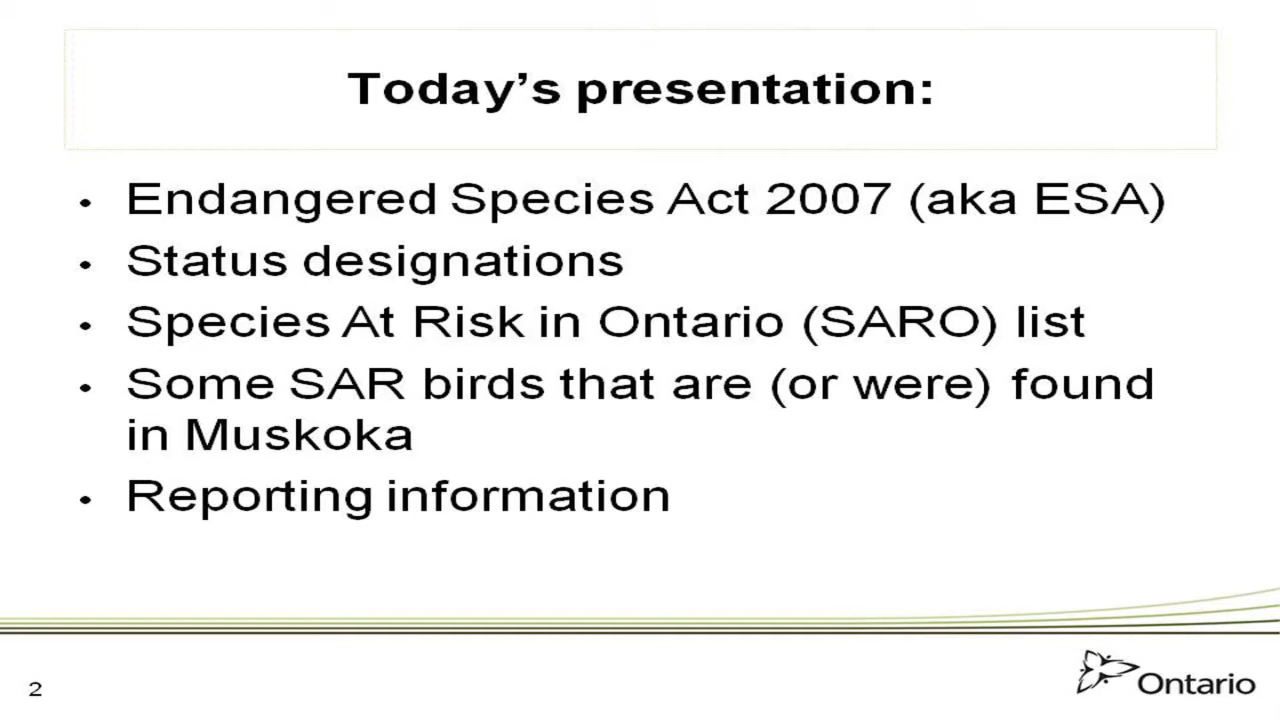 Today’s presentation:
• Endangered Species Act 2007 (aka ESA)
• Status designations
• Species At Risk in Ontario (SARO) list
• Some SAR birds that are (or were) found
in Muskoka
• Reporting information
2
Ontario